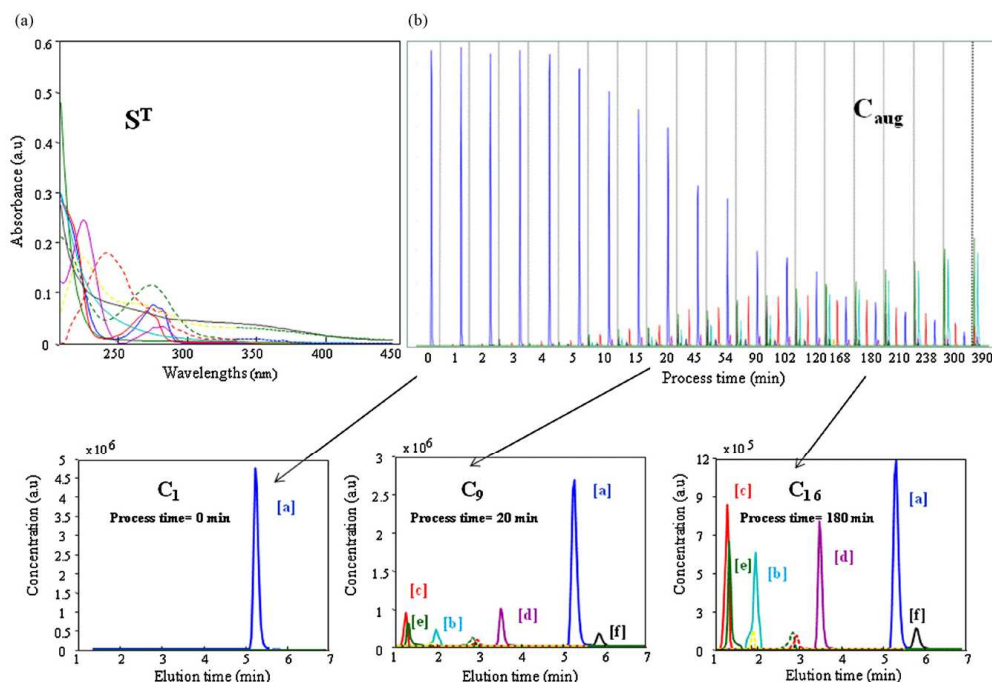 (a)
(b)
0.6
0.5
0.4
0.3
0.2
0.1
0
Absorbance (a.u)
S^T
250 300 350 400 450
Wavelengths (nm)
C_aug
0 1 2 3 4 5 10 15 20 45 54 90 102 120 168 180 210 238 300 390
Process time (min)
x 10^6
5
4.5
4
3.5
3
2.5
2
1.5
1
0.5
0
Concentration (a.u)
C_1
Process time= 0 min
[a]
1 2 3 4 5 6 7
Elution time (min)
x 10^6
3
2.5
2
1.5
1
0
Concentration (a.u)
C_9
Process time= 20 min
[a]
[c]
[e]
[b]
[d]
[f]
1 2 3 4 5 6 7
Elution time (min)
x 10^5
12
9
7
5
3
0
Concentration (a.u)
C_16
Process time= 180 min
[a]
[c]
[e]
[b]
[d]
[f]
1 2 3 4 5 6 7
Elution time (min)